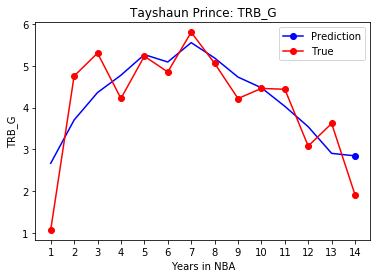 Tayshaun Prince: TRB_G
Prediction
True
6
5
4
3
2
1
TRB_G
1 2 3 4 5 6 7 8 9 10 11 12 13 14
Years in NBA